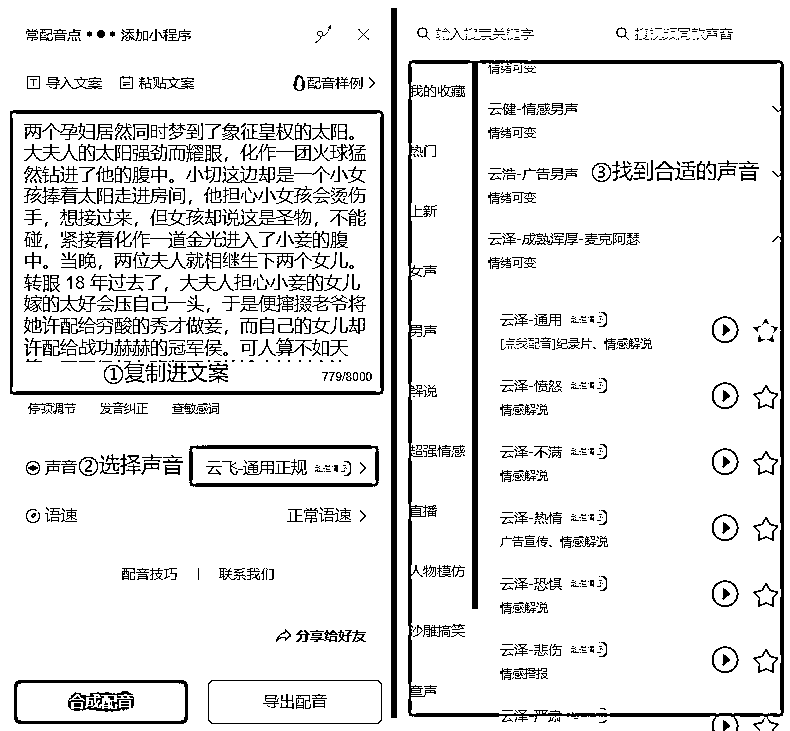 常配音点 ••• 添加小程序
导入文案 粘贴文案 配音样例
两个孕妇居然同时梦到了象征皇权的太阳。
大夫人的太阳强劲而耀眼，化作一团火球猛
然钻进了他的腹中。小切这边却是一个小女
孩捧着太阳走进房间，他担心小女孩会烫伤
手，想接过来，但女孩却说这是圣物，不能
碰，紧接着化作一道金光进入了小妾的腹
中。当晚，两位夫人就相继生下两个女儿。
转眼 18 年过去了，大夫人担心小妾的女儿
嫁的太好会压自己一头，于是便撺掇老爷将
她许配给穷酸的秀才做妾，而自己的女儿却
许配给战功赫赫的冠军侯。可人算不如天
①复制进文案 779/8000
停顿调节 发音纠正 查敏感词
声音②选择声音 云飞-通用正规
语速 正常语速
配音技巧 | 联系我们
分享给好友
合成配音 导出配音
情绪可变
我的收藏
热门
上新
女声
男声
解说
超强情感
直播
人物模仿
沙雕搞笑
童声
云健-情感男声
情绪可变
云浩-广告男声 ③找到合适的声音
情绪可变
云泽-成熟浑厚-麦克阿瑟
情绪可变
云泽-通用
纪录片、情感解说
云泽-愤怒
情感解说
云泽-不满
情感解说
云泽-热情
广告宣传、情感解说
云泽-恐惧
情感解说
云泽-悲伤
情感播报
云泽-严肃